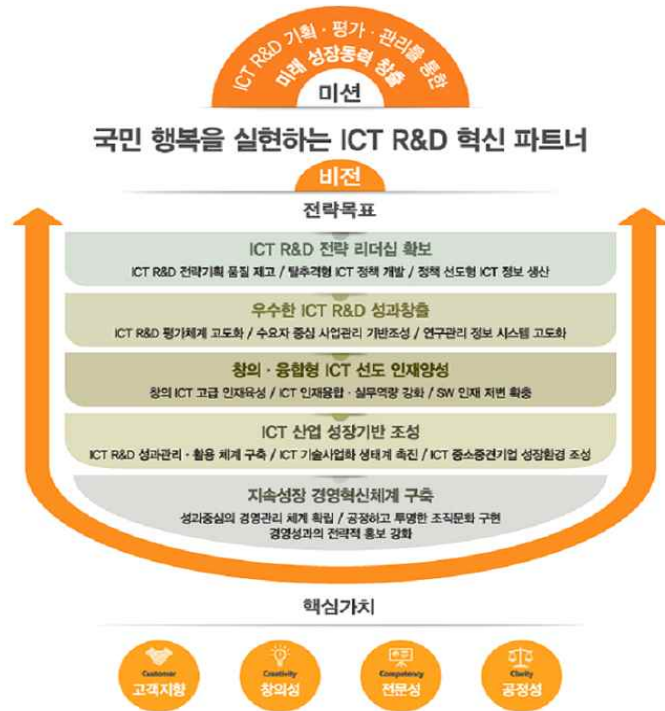 ICT R&D 기획 · 평가 · 관리를 통한
미래 성장동력 창출
미션
국민 행복을 실현하는 ICT R&D 혁신 파트너
비전
전략목표
ICT R&D 전략 리더십 확보
ICT R&D 전략기획 품질 제고 / 탈추격형 ICT 정책 개발 / 정책 선도형 ICT 정보 생산
우수한 ICT R&D 성과창출
ICT R&D 평가체계 고도화 / 수요자 중심 사업관리 기반조성 / 연구관리 정보 시스템 고도화
창의 · 융합형 ICT 선도 인재양성
창의 ICT 고급 인재육성 / ICT 인재융합 · 실무역량 강화 / SW 인재 저변 확충
ICT 산업 성장기반 조성
ICT R&D 성과관리 · 활용 체계 구축 / ICT 기술사업화 생태계 촉진 / ICT 중소중견기업 성장환경 조성
지속성장 경영혁신체계 구축
성과중심의 경영관리 체계 확립 / 공정하고 투명한 조직문화 구현
경영성과의 전략적 홍보 강화
핵심가치
Customer
고객지향
Creativity
창의성
Competency
전문성
Clarity
공정성